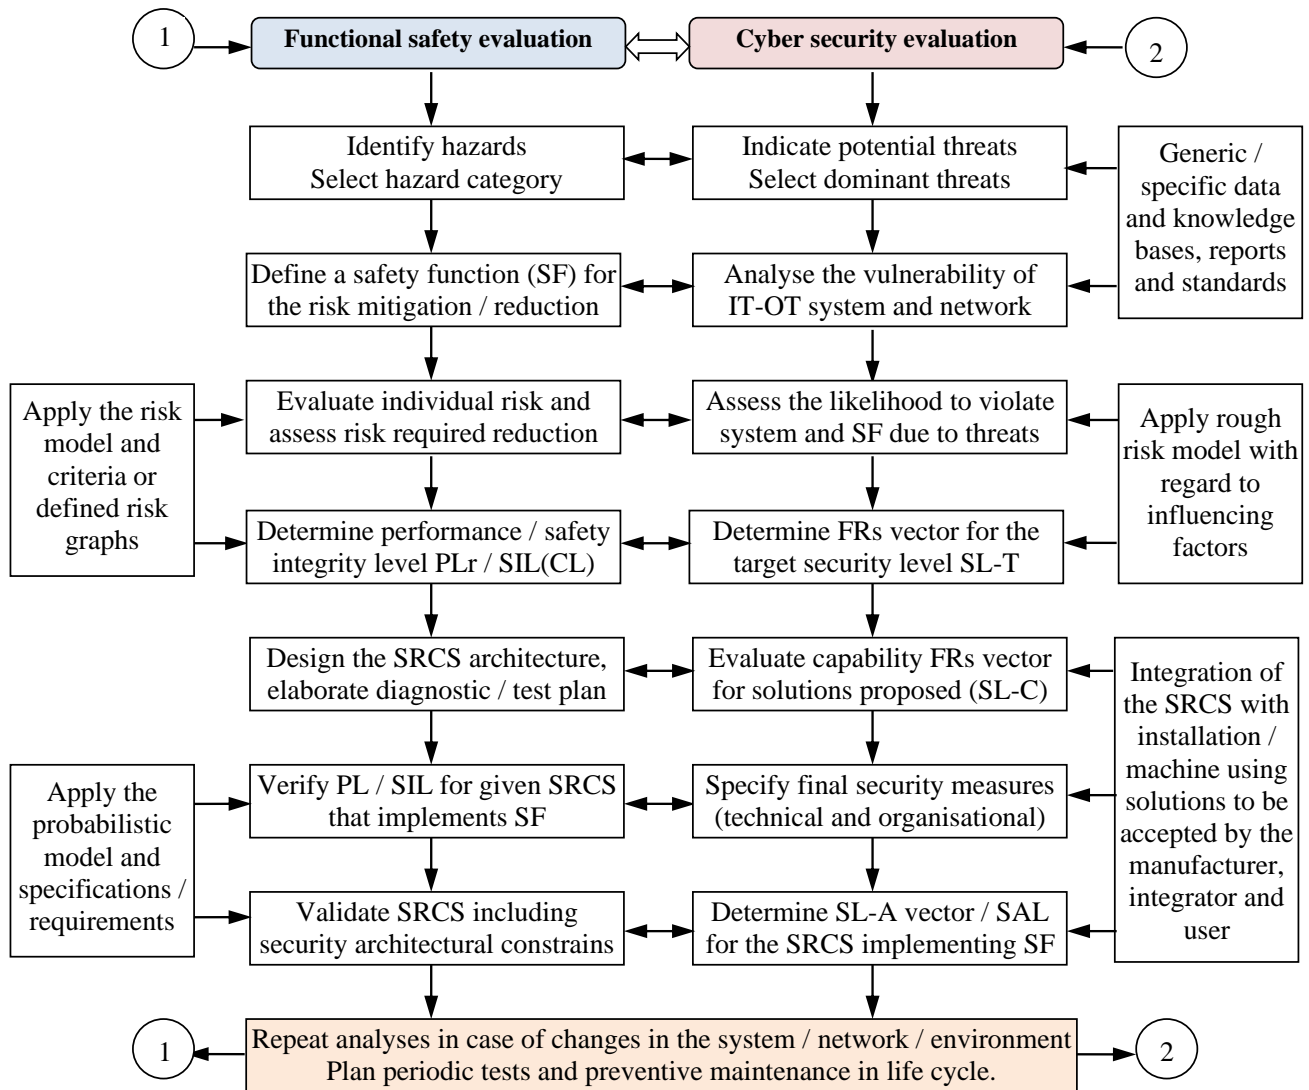 1
Functional safety evaluation
Cyber security evaluation
2
Identify hazards
Select hazard category
Indicate potential threats
Select dominant threats
Generic /
specific data
and knowledge
bases, reports
and standards
Define a safety function (SF) for
the risk mitigation / reduction
Analyse the vulnerability of
IT-OT system and network
Apply the risk
model and
criteria or
defined risk
graphs
Evaluate individual risk and
assess risk required reduction
Assess the likelihood to violate
system and SF due to threats
Apply rough
risk model with
regard to
influencing
factors
Determine performance / safety
integrity level PLr / SIL(CL)
Determine FRs vector for the
target security level SL-T
Design the SRCS architecture,
elaborate diagnostic / test plan
Evaluate capability FRs vector
for solutions proposed (SL-C)
Integration of
the SRCS with
installation /
machine using
solutions to be
accepted by the
manufacturer,
integrator and
user
Apply the
probabilistic
model and
specifications /
requirements
Verify PL / SIL for given SRCS
that implements SF
Specify final security measures
(technical and organisational)
Validate SRCS including
security architectural constrains
Determine SL-A vector / SAL
for the SRCS implementing SF
1
Repeat analyses in case of changes in the system / network / environment
Plan periodic tests and preventive maintenance in life cycle.
2